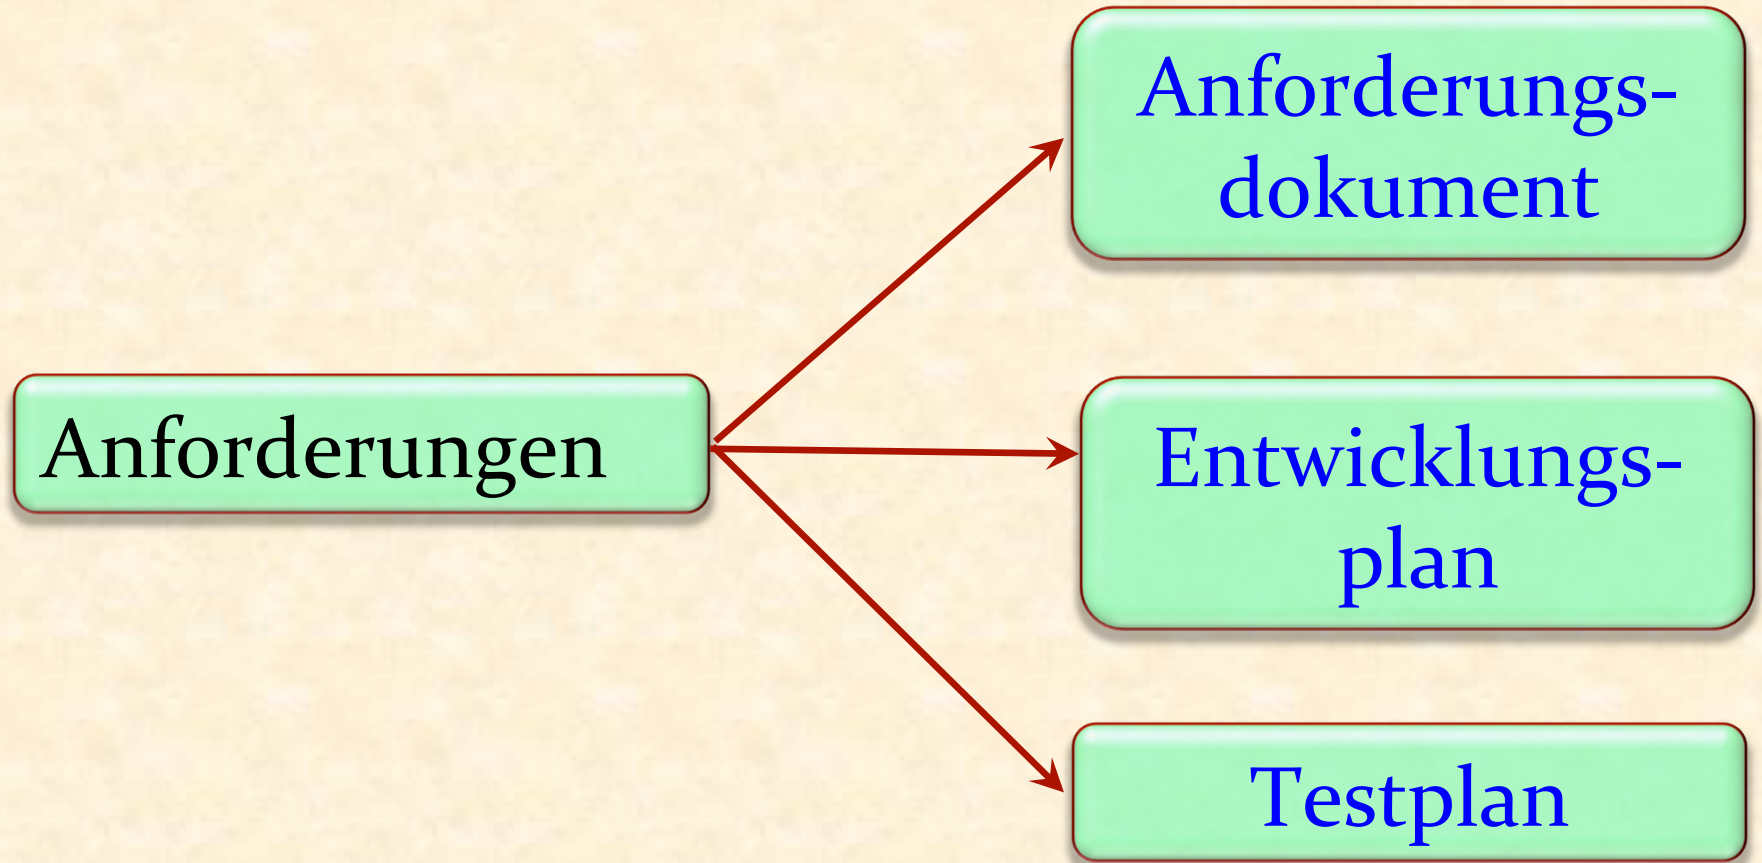 Anforderungs-
dokument
Anforderungen
Entwicklungs-
plan
Testplan